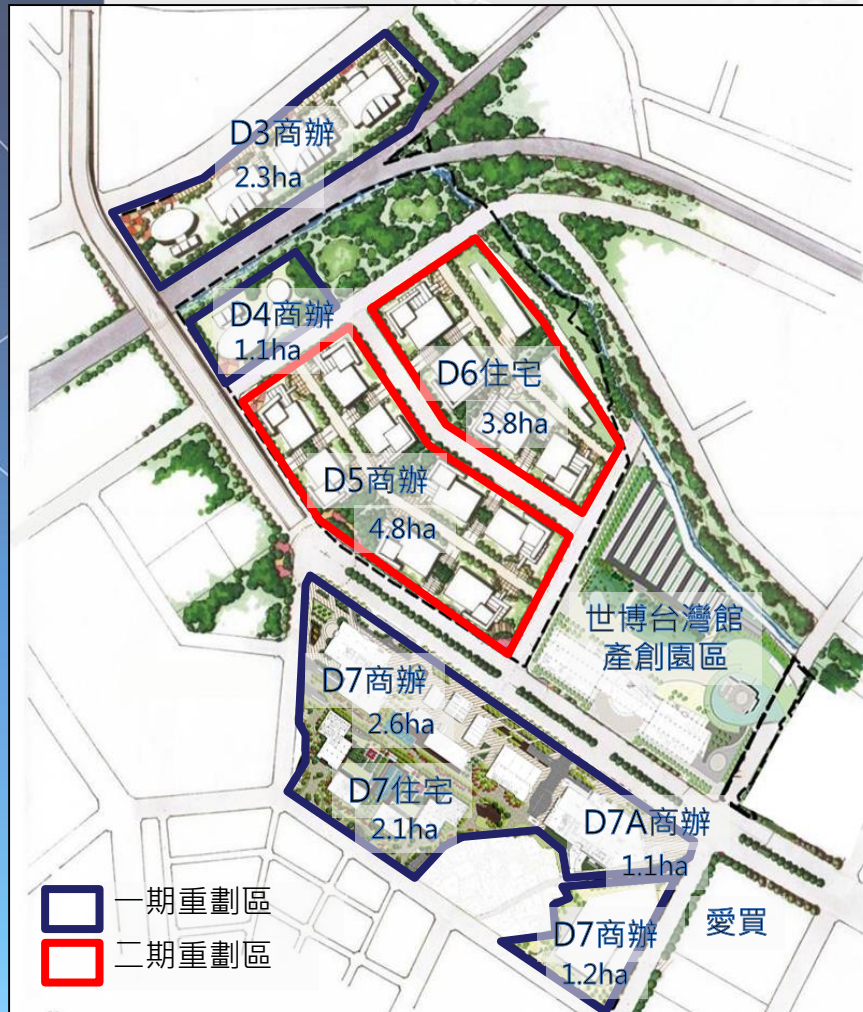 D3商辦
2.3ha
D4商辦
1.1ha
D6住宅
3.8ha
D5商辦
4.8ha
世博台灣館
產創園區
D7商辦
2.6ha
D7住宅
2.1ha
D7A商辦
1.1ha
愛買
D7商辦
1.2ha
一期重劃區
二期重劃區